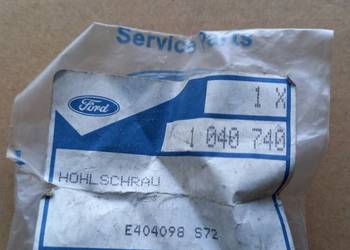 Service Parts
Ford
1 X
1 040 740
HOHLSCHRAU
E404098 S72